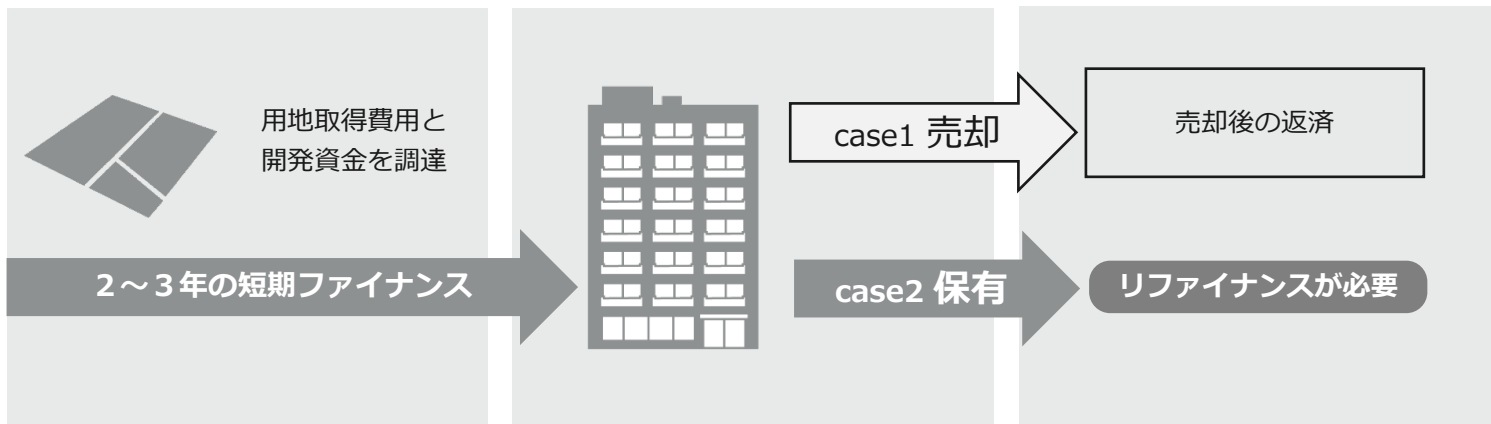 用地取得費用と
開発資金を調達
2～3年の短期ファイナンス
case1 売却
売却後の返済
case2 保有
リファイナンスが必要